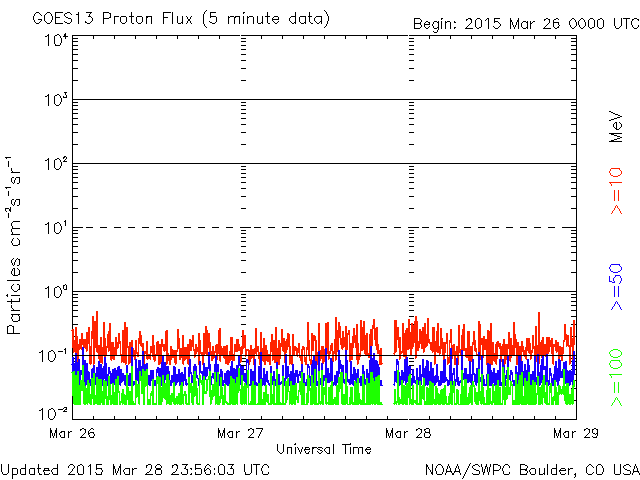 GOES13 Proton Flux (5 minute data)
Begin: 2015 Mar 26 0000 UTC
10⁴
10³
10²
10¹
10⁰
10⁻¹
10⁻²
Particles cm⁻²s⁻¹sr⁻¹
MeV
>=10
>=50
>=100
Mar 26
Mar 27
Mar 28
Mar 29
Universal Time
Updated 2015 Mar 28 23:56:03 UTC
NOAA/SWPC Boulder, CO USA